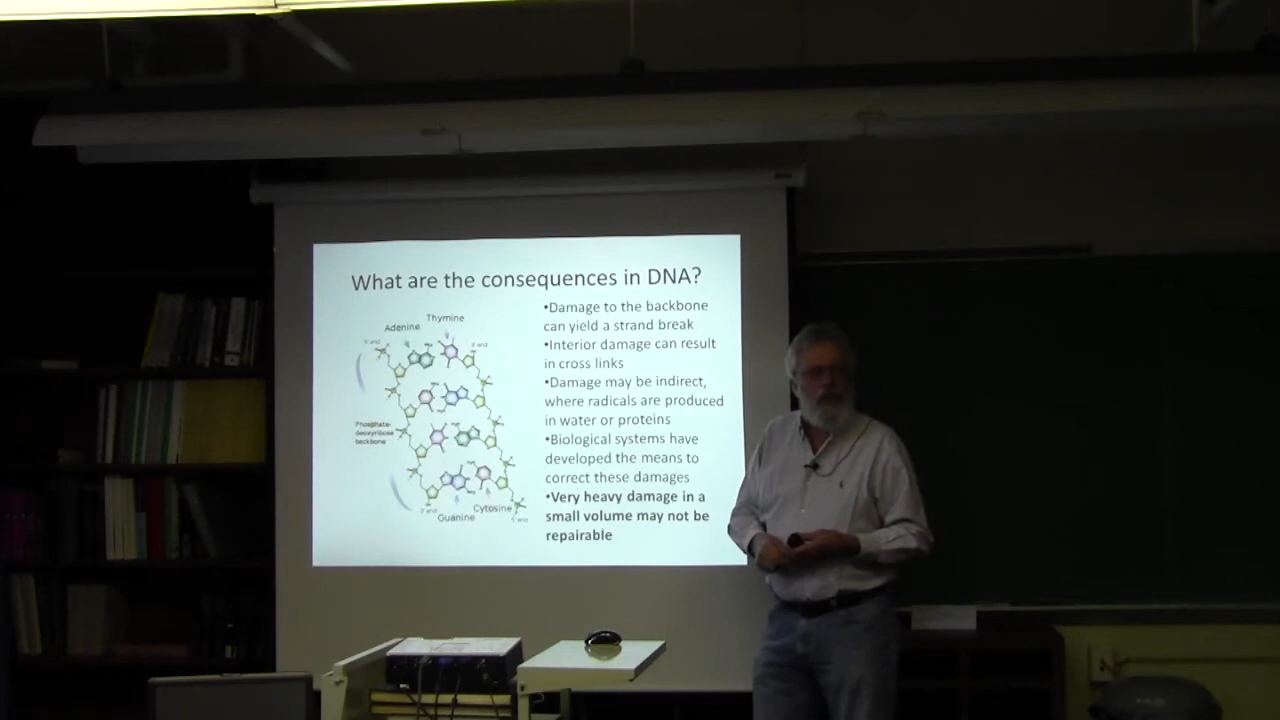 What are the consequences in DNA?
Thymine
Adenine
Phosphate-
deoxyribose
backbone
Cytosine
Guanine
•Damage to the backbone
can yield a strand break
•Interior damage can result
in cross links
•Damage may be indirect,
where radicals are produced
in water or proteins
•Biological systems have
developed the means to
correct these damages
•Very heavy damage in a
small volume may not be
repairable